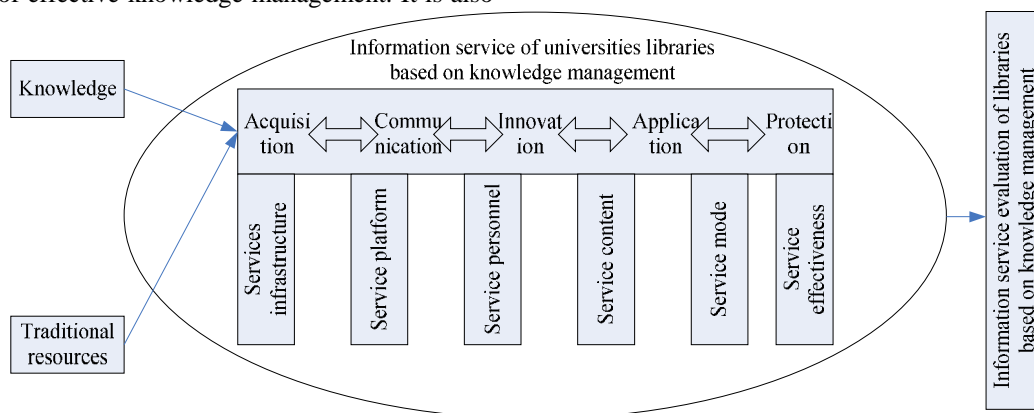 of effective knowledge management. It is also
Information service of universities libraries
based on knowledge management
Knowledge
Acquisi
tion
Commu
nication
Innovat
ion
Applica
tion
Protecti
on
Services
infrastructure
Service platform
Service personnel
Service content
Service mode
Service
effectiveness
Traditional
resources
Information service evaluation of libraries
based on knowledge management